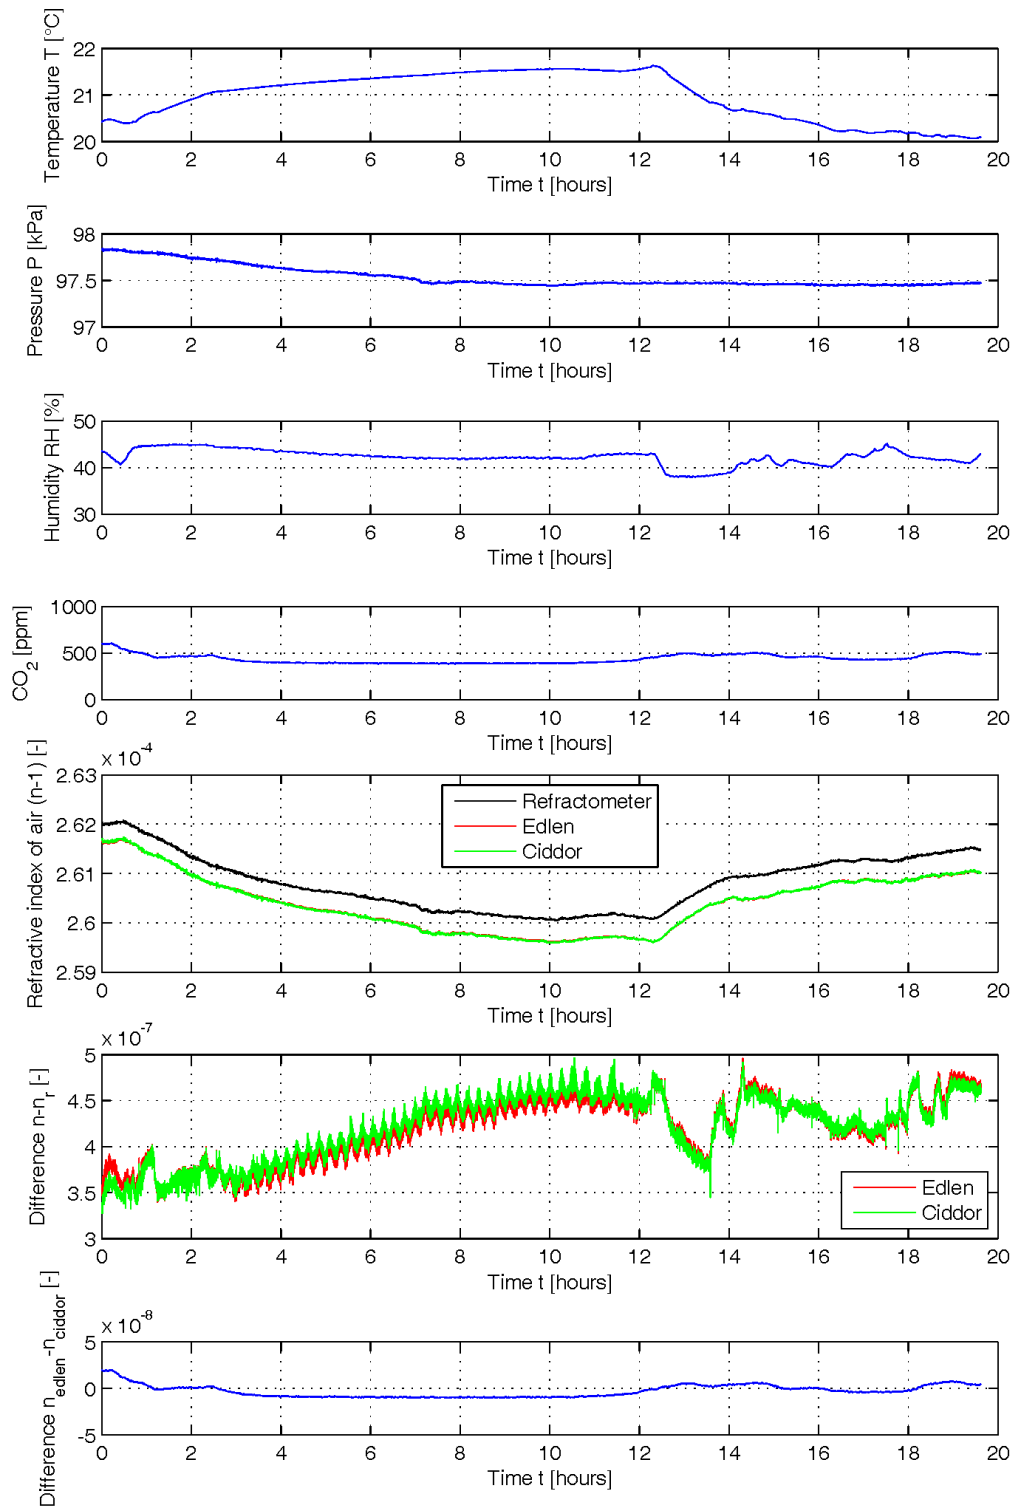 Temperature T [°C]
22
21
20
0 2 4 6 8 10 12 14 16 18 20
Time t [hours]
Pressure P [kPa]
98
97.5
97
0 2 4 6 8 10 12 14 16 18 20
Time t [hours]
Humidity RH [%]
50
40
30
0 2 4 6 8 10 12 14 16 18 20
Time t [hours]
CO2 [ppm]
1000
500
0
0 2 4 6 8 10 12 14 16 18 20
Time t [hours]
Refractive index of air (n-1) [-]
x 10-4
2.63
2.62
2.61
2.6
2.59
Refractometer
Edlen
Ciddor
0 2 4 6 8 10 12 14 16 18 20
Time t [hours]
Difference n-nr [-]
x 10-7
5
4.5
4
3.5
3
Edlen
Ciddor
0 2 4 6 8 10 12 14 16 18 20
Time t [hours]
Difference nedlen-nciddor [-]
x 10-8
5
0
-5
0 2 4 6 8 10 12 14 16 18 20
Time t [hours]